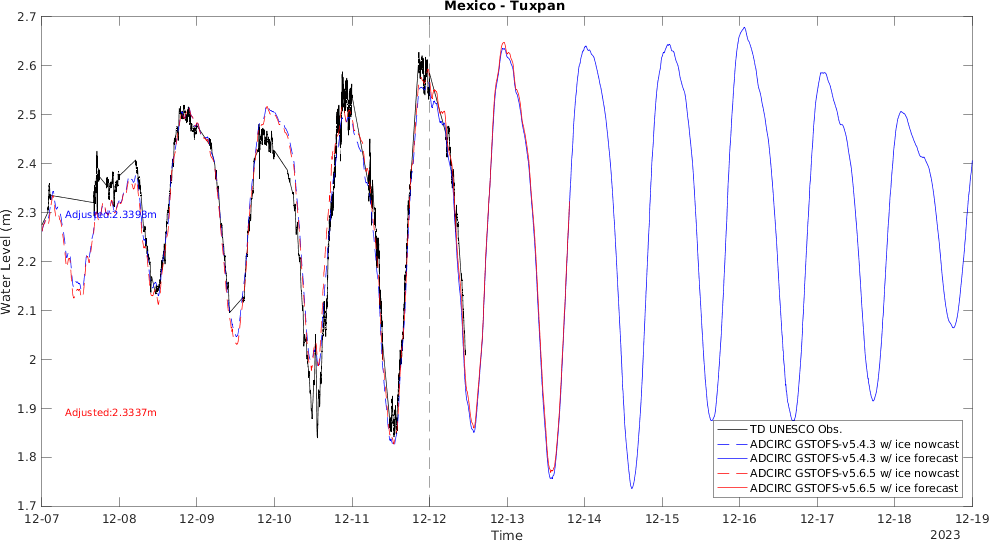 Mexico - Tuxpan
2.7
2.6
2.5
2.4
2.3
2.2
2.1
2
1.9
1.8
1.7
Water Level (m)
Adjusted:2.3393m
Adjusted:2.3337m
TD UNESCO Obs.
ADCIRC GSTOFS-v5.4.3 w/ ice nowcast
ADCIRC GSTOFS-v5.4.3 w/ ice forecast
ADCIRC GSTOFS-v5.6.5 w/ ice nowcast
ADCIRC GSTOFS-v5.6.5 w/ ice forecast
12-07 12-08 12-09 12-10 12-11 12-12 12-13 12-14 12-15 12-16 12-17 12-18 12-19
Time
2023